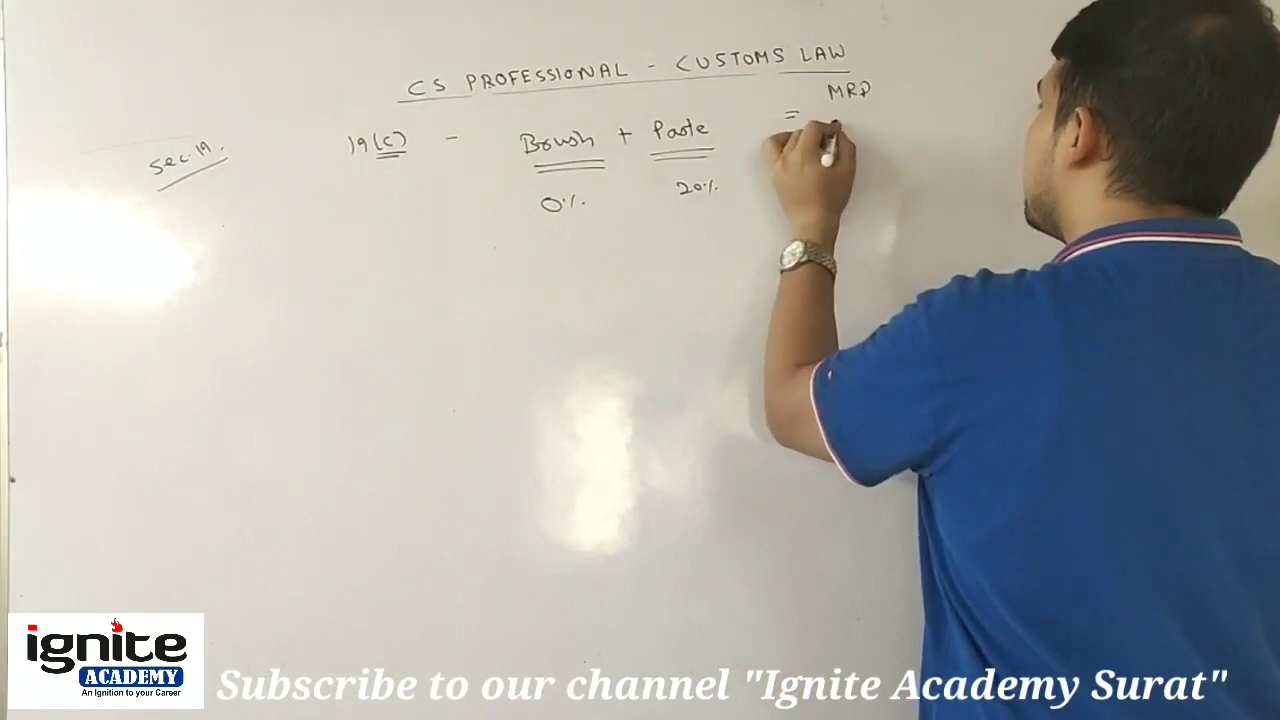 CS PROFESSIONAL - CUSTOMS LAW
MRP
Sec. 19.
19 (c) - Brush + Paste =
0% 20%
ignite
ACADEMY
An Ignition to your Career
Subscribe to our channel "Ignite Academy Surat"